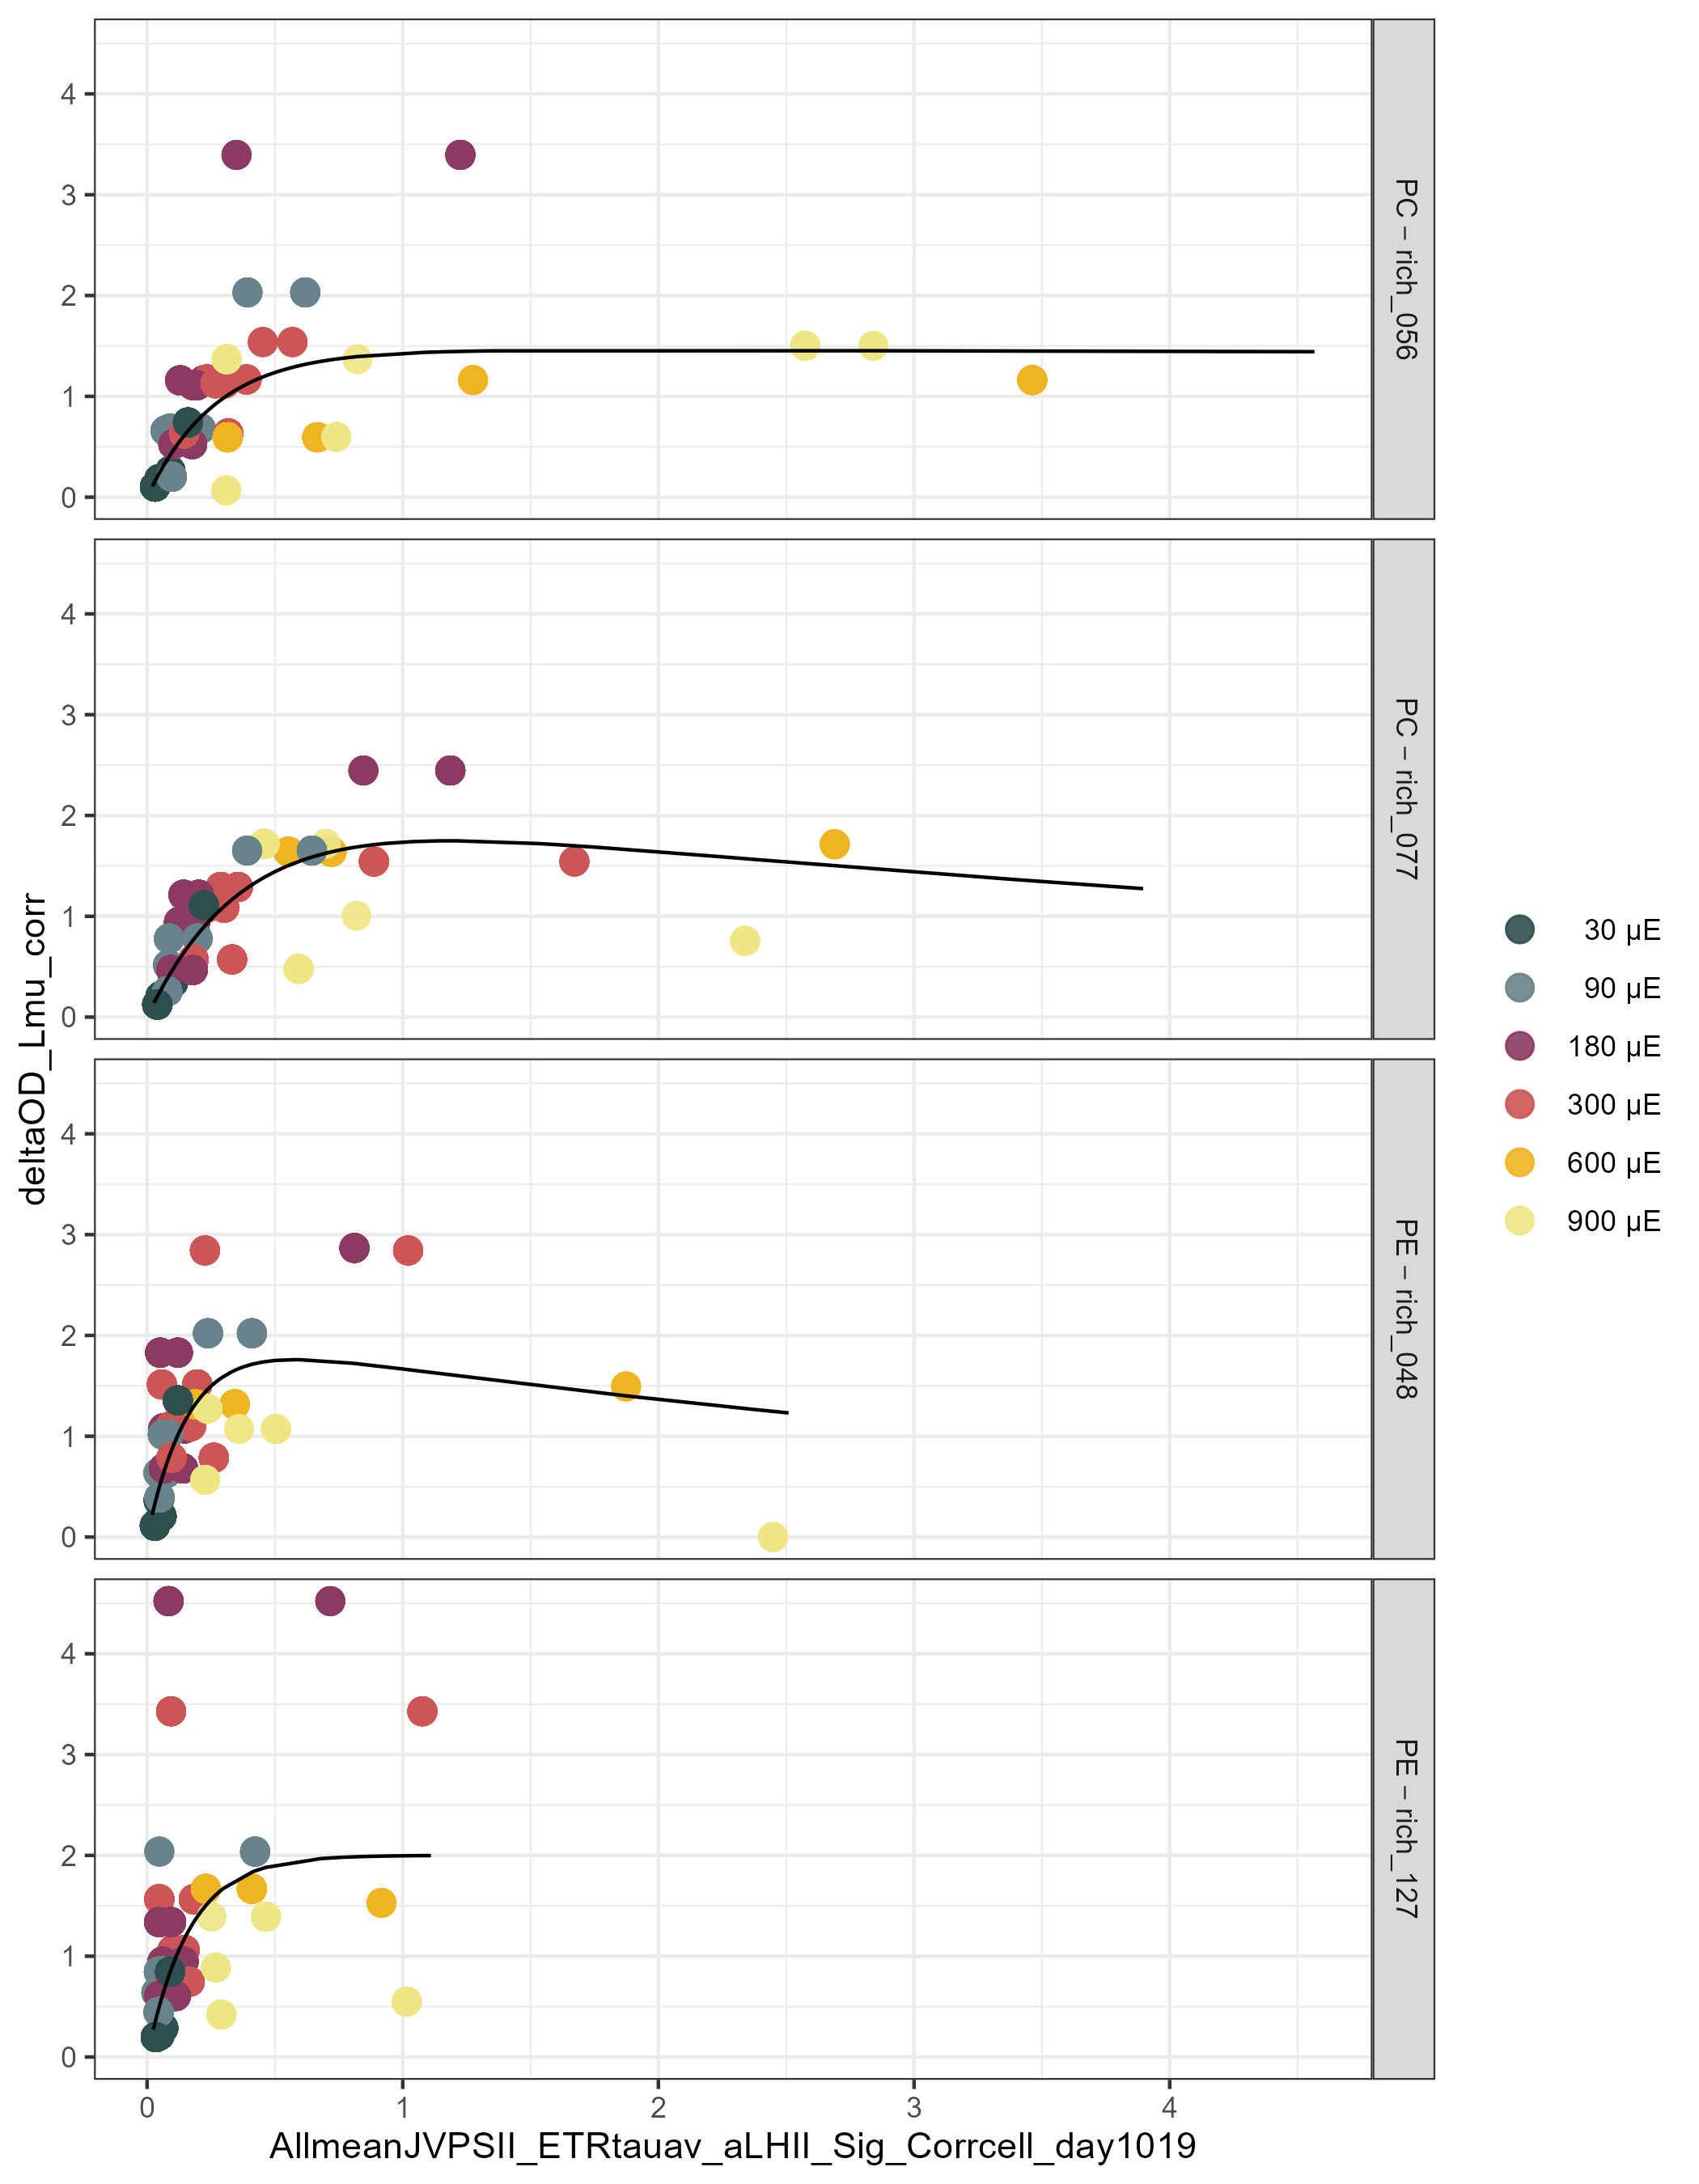 4
3
2
1
0
PC – rich_056
4
3
2
1
0
PC – rich_077
4
3
2
1
0
PE – rich_048
4
3
2
1
0
PE – rich_127
0 1 2 3 4
AllmeanJVPSII_ETRtauav_aLHII_Sig_Corrcell_day1019
deltaOD_Lmu_corr
30 µE
90 µE
180 µE
300 µE
600 µE
900 µE